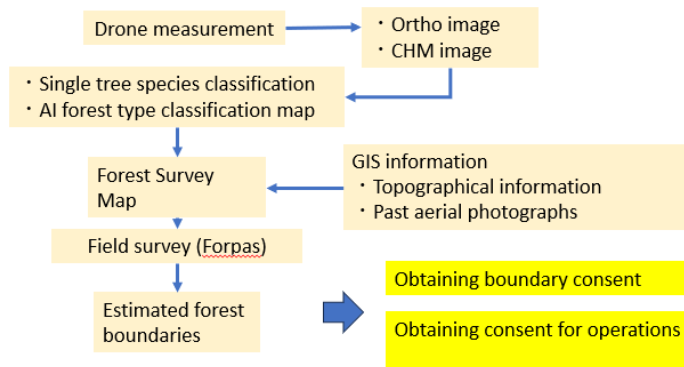 Drone measurement
・Ortho image
・CHM image
・Single tree species classification
・AI forest type classification map
GIS information
・Topographical information
・Past aerial photographs
Forest Survey
Map
Field survey (Forpas)
Estimated forest
boundaries
Obtaining boundary consent
Obtaining consent for operations